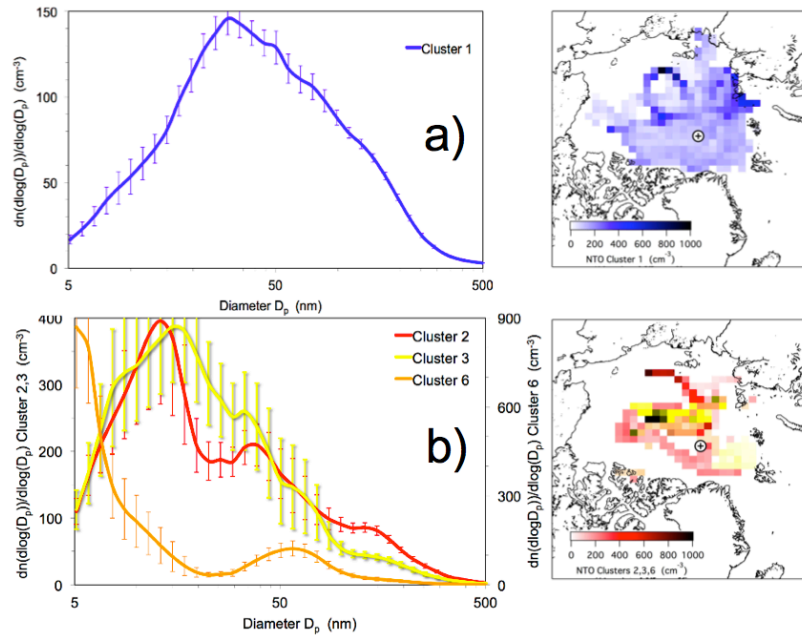 150
100
50
0
dn(dlog(Dp))/dlog(Dp) (cm-3)
Cluster 1
a)
5
50
500
Diameter Dp (nm)
0 200 400 600 800 1000
NTO Cluster 1 (cm-3)
400
300
200
100
0
dn(dlog(Dp))/dlog(Dp) Cluster 2,3 (cm-3)
Cluster 2
Cluster 3
Cluster 6
b)
900
600
300
0
dn(dlogDp))/dlog(Dp) Cluster 6 (cm-3)
5
50
500
Diameter Dp (nm)
0 200 400 600 800 1000
NTO Clusters 2,3,6 (cm-3)